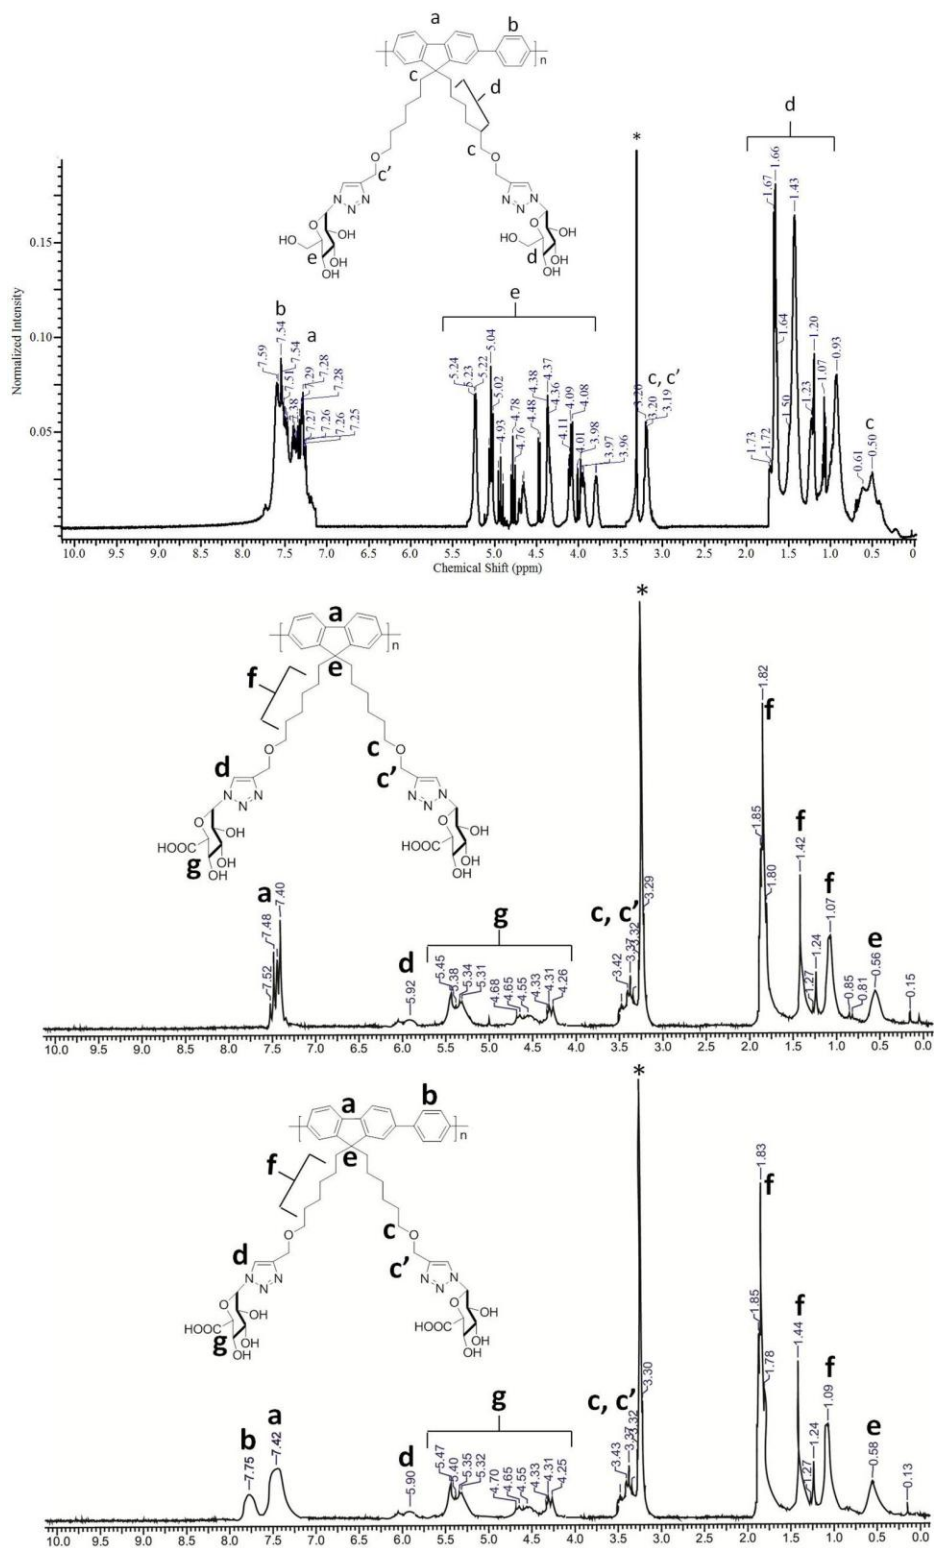 a
b
n
c
d
c
O
O
c'
N
N N
N
N N
O OH
HO
OH
OH
e
O OH
HO
OH
OH
d
*
d
Normalized Intensity
0.15
0.10
0.05
b
a
7.59
7.54
7.51
7.54
7.38
7.29
7.28
7.28
7.27
7.26
7.26
7.25
e
5.24
5.23
5.22
5.04
5.02
4.93
4.78
4.76
4.48
4.38
4.37
4.36
4.11
4.09
4.08
4.01
3.98
3.97
3.96
c, c'
3.20
3.20
3.19
1.73
1.72
1.67
1.66
1.64
1.50
1.43
1.23
1.20
1.07
0.93
c
0.61
0.50
10.0 9.5 9.0 8.5 8.0 7.5 7.0 6.5 6.0 5.5 5.0 4.5 4.0 3.5 3.0 2.5 2.0 1.5 1.0 0.5 0
Chemical Shift (ppm)
a
n
e
f
O
O
c
c'
d
N N
N
N N
N
O OH
HOOC
OH
OH
g
O OH
HOOC
OH
OH
*
a
7.52
7.48
7.40
d
5.92
g
5.45
5.38
5.34
5.31
4.68
4.65
4.55
4.33
4.31
4.26
c, c'
3.42
3.37
3.32
3.29
f
1.85
1.82
1.80
f
1.42
1.27
1.24
f
1.07
0.85
0.81
e
0.56
0.15
10.0 9.5 9.0 8.5 8.0 7.5 7.0 6.5 6.0 5.5 5.0 4.5 4.0 3.5 3.0 2.5 2.0 1.5 1.0 0.5 0.0
a
b
n
e
f
O
O
c
c'
d
N N
N
N N
N
O OH
HOOC
OH
OH
g
O OH
HOOC
OH
OH
*
b
7.75
a
7.42
d
5.90
g
5.47
5.40
5.35
5.32
4.70
4.65
4.55
4.33
4.31
4.25
c, c'
3.43
3.37
3.32
3.30
f
1.85
1.83
1.78
f
1.44
1.27
1.24
f
1.09
e
0.58
0.13
10.0 9.5 9.0 8.5 8.0 7.5 7.0 6.5 6.0 5.5 5.0 4.5 4.0 3.5 3.0 2.5 2.0 1.5 1.0 0.5 0.0